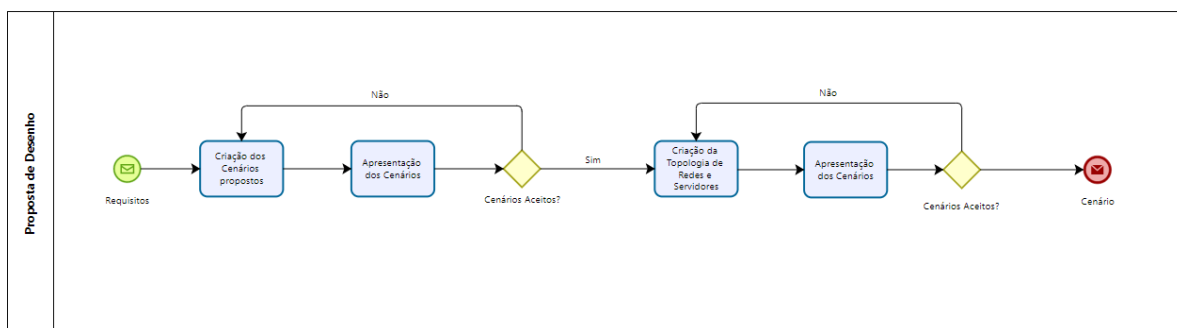 Proposta de Desenho
Requisitos
Criação dos
Cenários
propostos
Apresentação
dos Cenários
Não
Cenários Aceitos?
Sim
Criação da
Topologia de
Redes e
Servidores
Apresentação
dos Cenários
Não
Cenários Aceitos?
Cenário